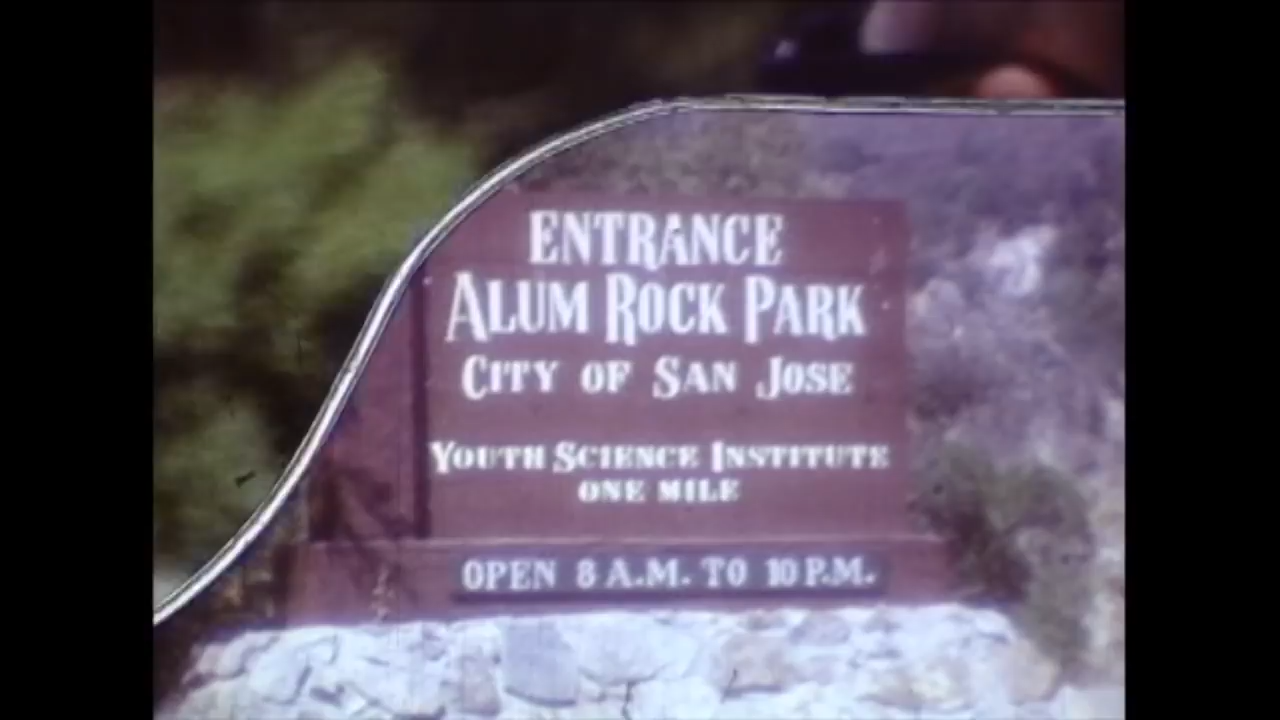 ENTRANCE
ALUM ROCK PARK
CITY OF SAN JOSE
YOUTH SCIENCE INSTITUTE
ONE MILE
OPEN 8 A.M. TO 10 P.M.